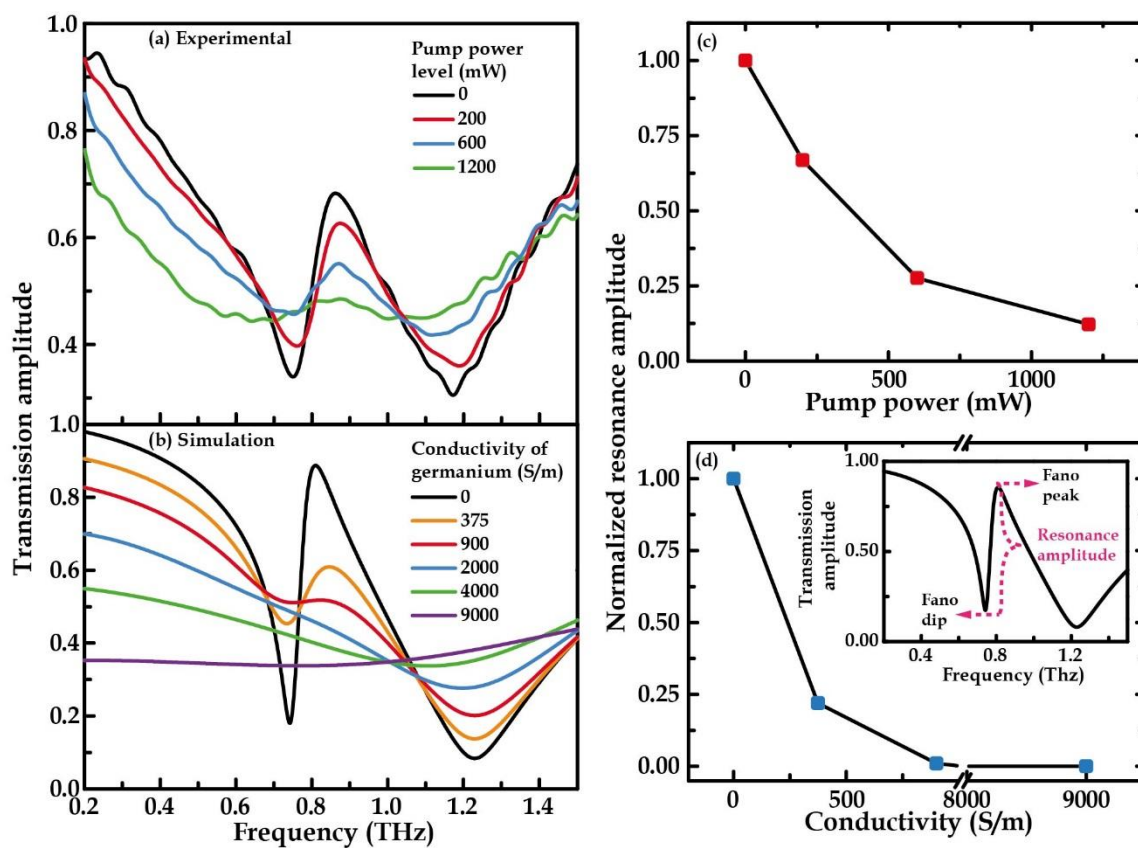 (a) Experimental
Pump power
level (mW)
0
200
600
1200
1.0
0.8
0.6
0.4
Transmission amplitude
(b) Simulation
Conductivity of
germanium (S/m)
0
375
900
2000
4000
9000
1.0
0.8
0.6
0.4
0.2
0.0
0.2 0.4 0.6 0.8 1.0 1.2 1.4
Frequency (THz)
(c)
1.00
0.75
0.50
0.25
0.00
0 500 1000
Pump power (mW)
Normalized resonance amplitude
(d)
1.00
0.75
0.50
0.25
0.00
0 500 8000 9000
Conductivity (S/m)
1.00
0.50
0.00
Transmission
amplitude
Fano
peak
Resonance
amplitude
Fano
dip
0.4 0.8 1.2
Frequency (Thz)